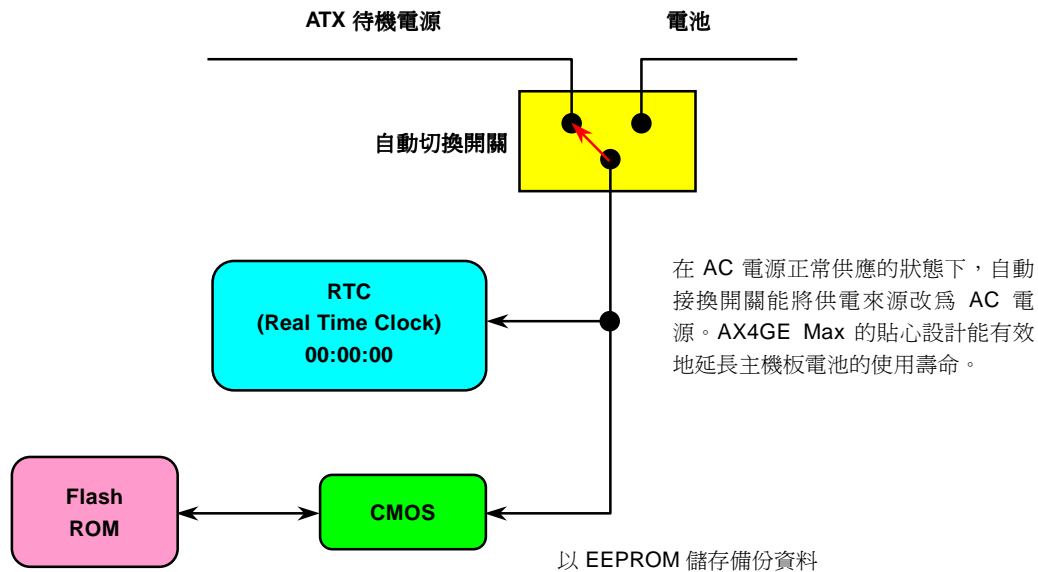 ATX 待機電源
電池
自動切換開關
在 AC 電源正常供應的狀態下，自動
接換開關能將供電來源改爲 AC 電
源。AX4GE Max 的貼心設計能有效
地延長主機板電池的使用壽命。
RTC
(Real Time Clock)
00:00:00
Flash
ROM
CMOS
以 EEPROM 儲存備份資料